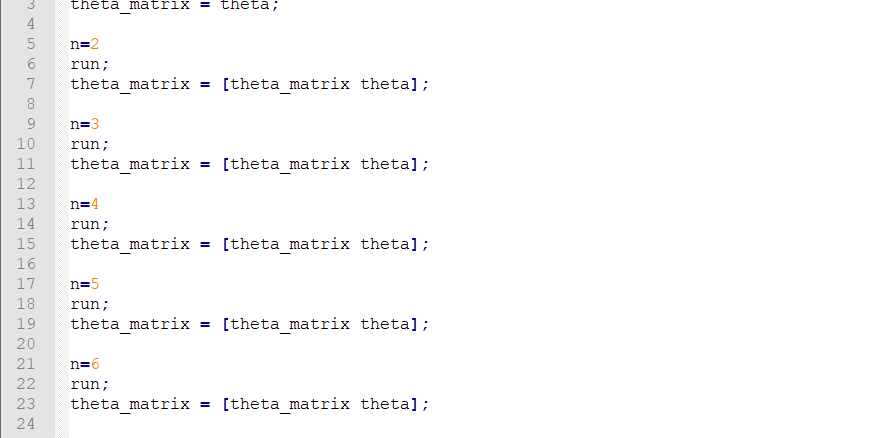 3 theta_matrix = theta;
4
5 n=2
6 run;
7 theta_matrix = [theta_matrix theta];
8
9 n=3
10 run;
11 theta_matrix = [theta_matrix theta];
12
13 n=4
14 run;
15 theta_matrix = [theta_matrix theta];
16
17 n=5
18 run;
19 theta_matrix = [theta_matrix theta];
20
21 n=6
22 run;
23 theta_matrix = [theta_matrix theta];
24